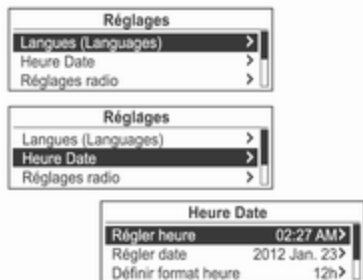 Réglages
Langues (Languages) >
Heure Date >
Réglages radio >
Réglages
Langues (Languages) >
Heure Date >
Réglages radio >
Heure Date
Régler heure 02:27 AM>
Régler date 2012 Jan. 23>
Définir format heure 12h>